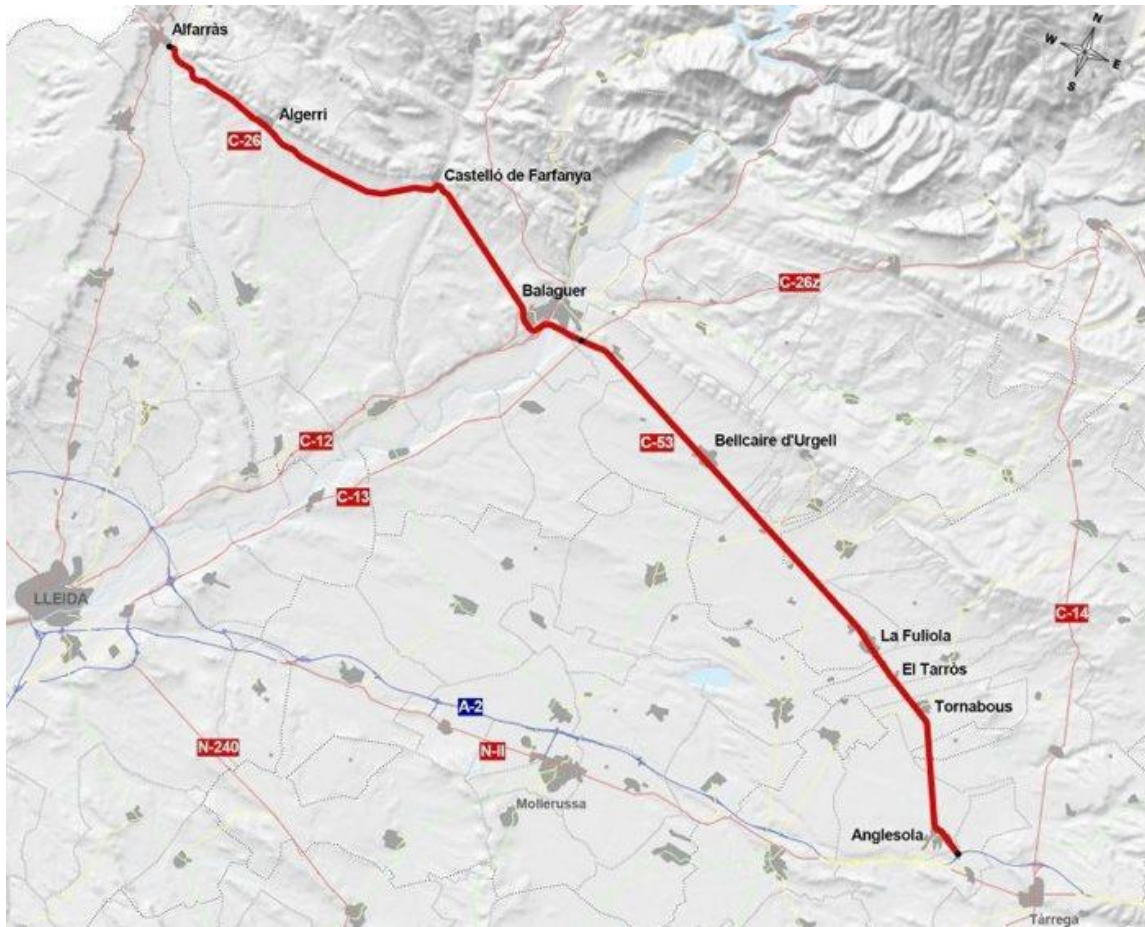 Alfarràs
N
W
E
S
Algerri
C-26
Castelló de Farfanya
Balaguer
C-26z
C-12
C-53
Bellcaire d'Urgell
C-13
LLEIDA
La Fuliola
C-14
El Tarròs
A-2
Tornabous
N-240
N-II
Mollerussa
Anglesola
Tàrrega